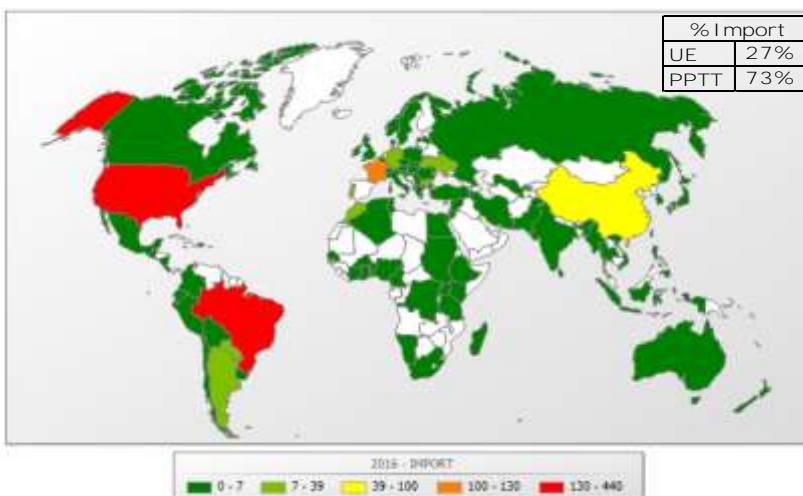 % Import
UE 27%
PPTT 73%
2016 - IMPORT
0 - 7 7 - 39 39 - 100 100 - 130 130 - 440